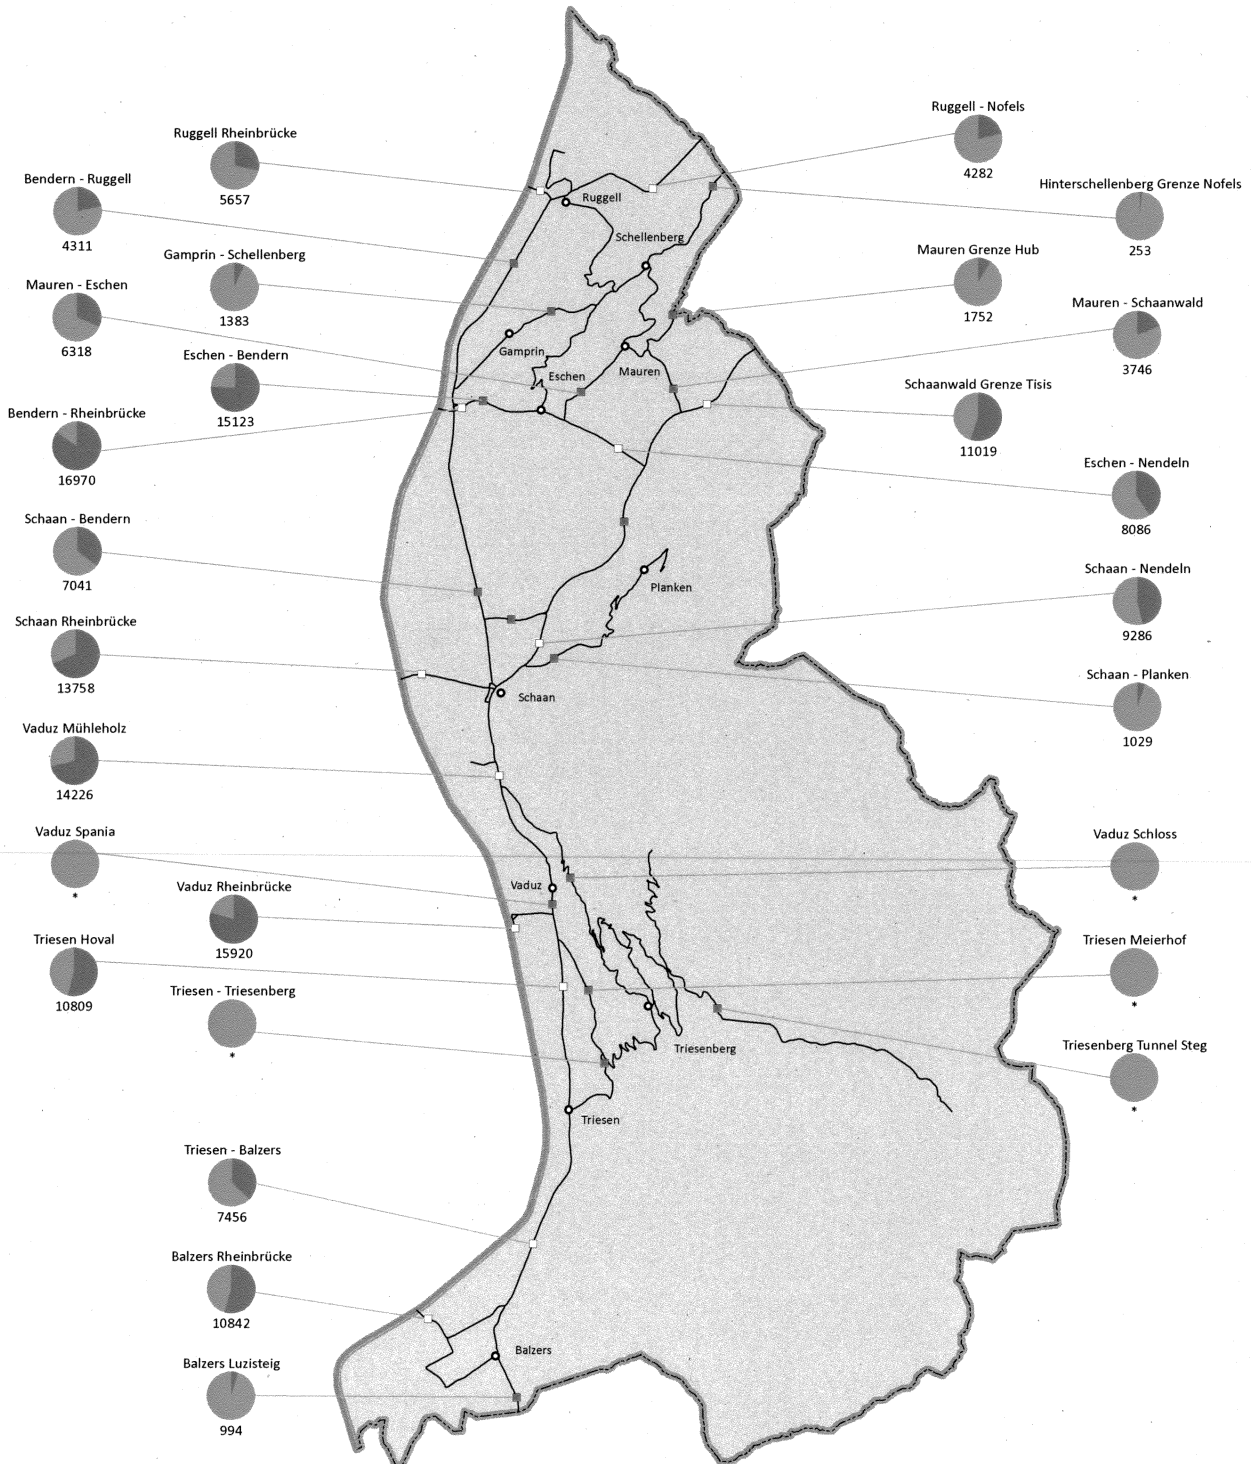 Ruggell - Nofels
4282
Ruggell Rheinbrücke
5657
Bendern - Ruggell
4311
Hinterschellenberg Grenze Nofels
253
Ruggell
Schellenberg
Gamprin - Schellenberg
1383
Mauren Grenze Hub
1752
Mauren - Eschen
6318
Mauren - Schaanwald
3746
Gamprin
Eschen
Mauren
Eschen - Bendern
15123
Schaanwald Grenze Tisis
11019
Bendern - Rheinbrücke
16970
Eschen - Nendeln
8086
Schaan - Bendern
7041
Schaan - Nendeln
9286
Planken
Schaan Rheinbrücke
13758
Schaan - Planken
1029
Schaan
Vaduz Mühleholz
14226
Vaduz Spania
*
Vaduz Schloss
*
Vaduz
Vaduz Rheinbrücke
15920
Triesen Hoval
10809
Triesen Meierhof
*
Triesen - Triesenberg
*
Triesenberg
Triesenberg Tunnel Steg
*
Triesen
Triesen - Balzers
7456
Balzers Rheinbrücke
10842
Balzers
Balzers Luzisteig
994